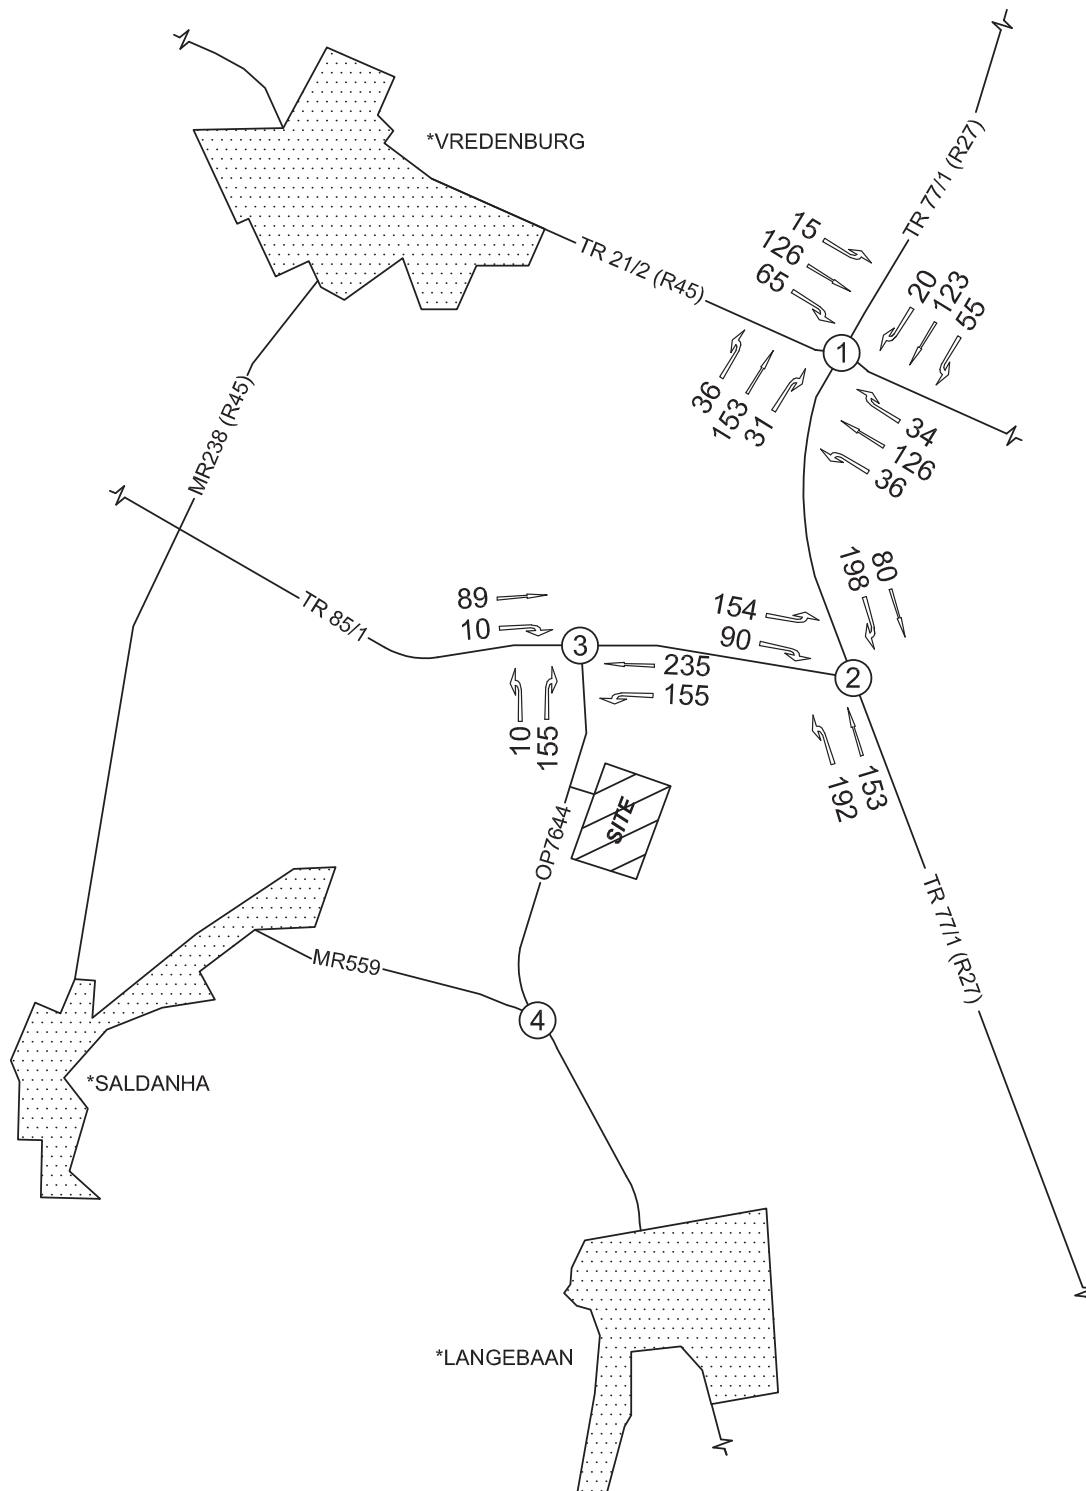 *VREDENBURG
TR 77/1 (R27)
TR 21/2 (R45)
15
126
65
20
123
55
1
36
153
31
34
126
36
MR238 (R45)
TR 85/1
89
10
3
154
90
198
80
235
155
2
10
155
192
153
SITE
OP7644
TR 77/1 (R27)
MR559
4
*SALDANHA
*LANGEBAAN